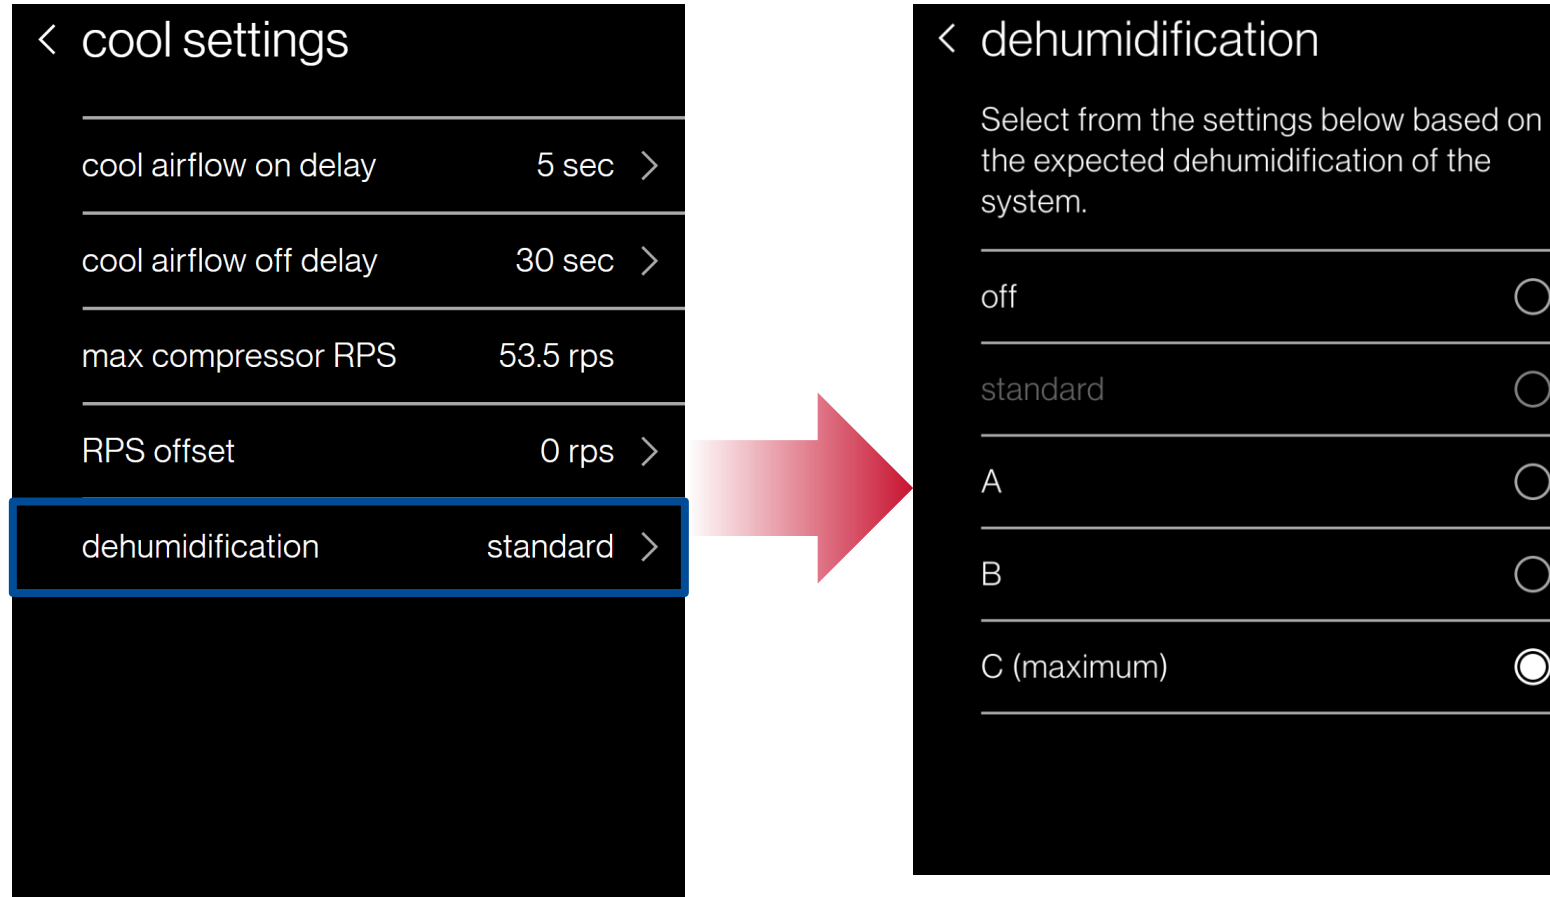 cool settings
cool airflow on delay 5 sec
cool airflow off delay 30 sec
max compressor RPS 53.5 rps
RPS offset 0 rps
dehumidification standard
dehumidification
Select from the settings below based on
the expected dehumidification of the
system.
off
standard
A
B
C (maximum)